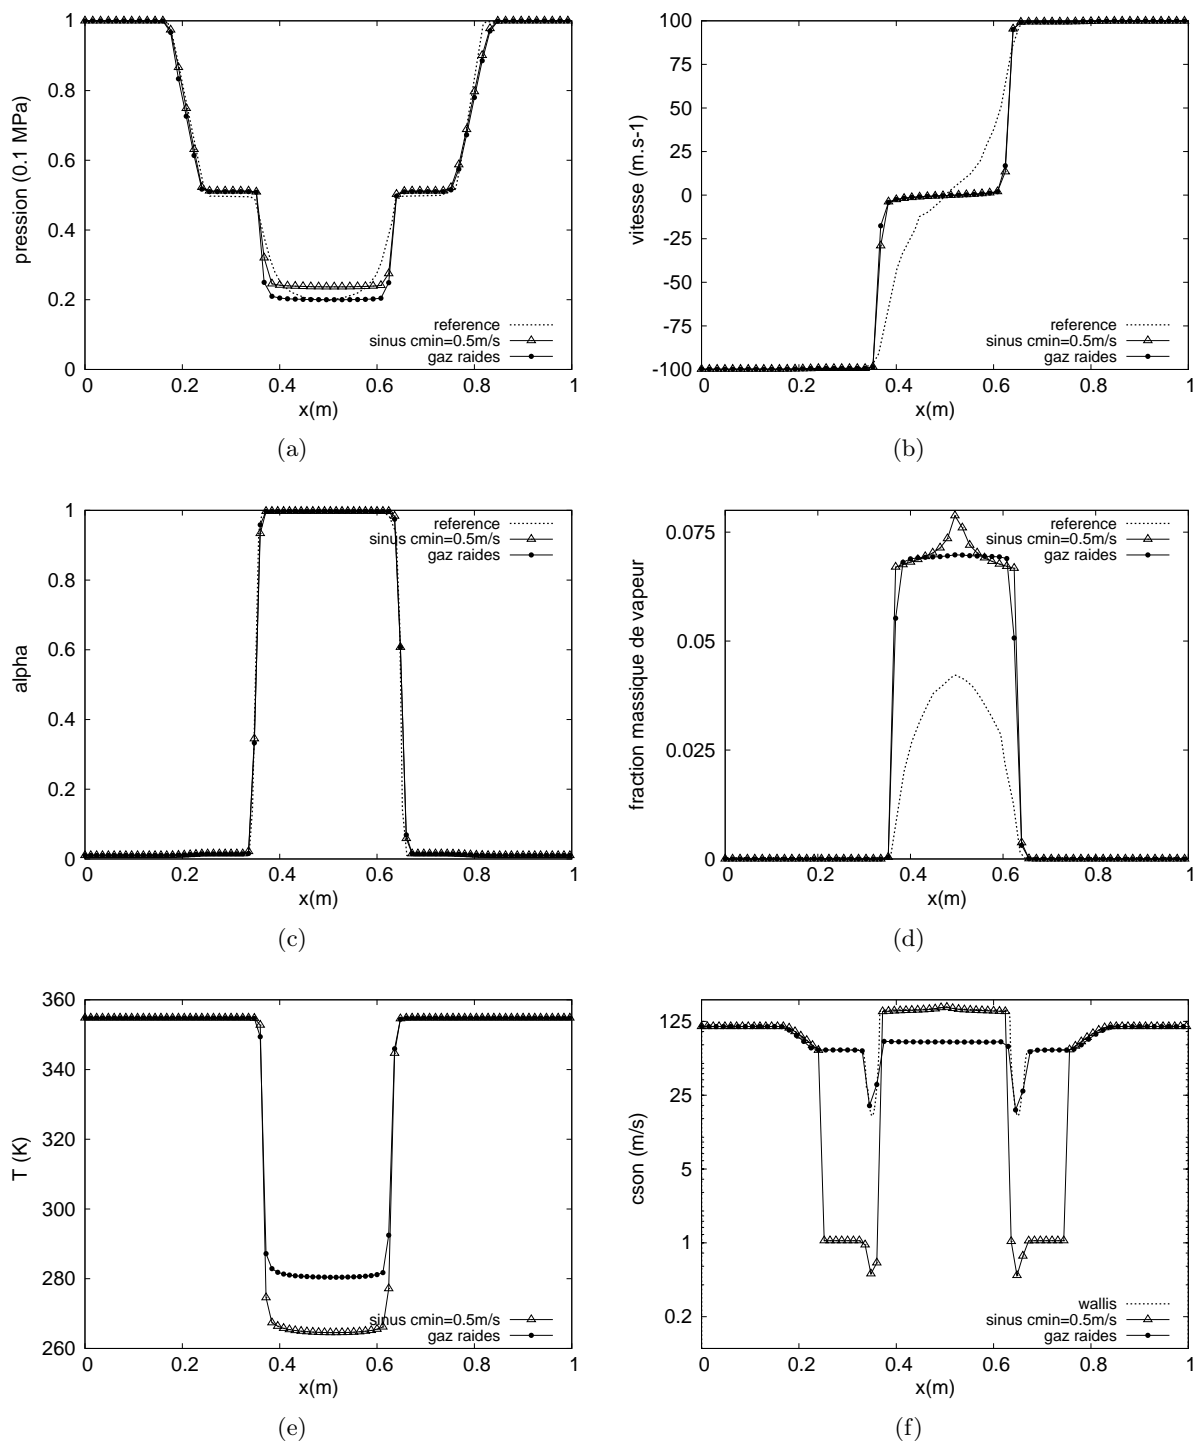 1
0.8
0.6
0.4
0.2
0
pression (0.1 MPa)
reference
sinus cmin=0.5m/s
gaz raides
0 0.2 0.4 0.6 0.8 1
x(m)
(a)
100
75
50
25
0
-25
-50
-75
-100
vitesse (m.s-1)
reference
sinus cmin=0.5m/s
gaz raides
0 0.2 0.4 0.6 0.8 1
x(m)
(b)
1
0.8
0.6
0.4
0.2
0
alpha
reference
sinus cmin=0.5m/s
gaz raides
0 0.2 0.4 0.6 0.8 1
x(m)
(c)
0.075
0.05
0.025
0
fraction massique de vapeur
reference
sinus cmin=0.5m/s
gaz raides
0 0.2 0.4 0.6 0.8 1
x(m)
(d)
360
340
320
300
280
260
T (K)
sinus cmin=0.5m/s
gaz raides
0 0.2 0.4 0.6 0.8 1
x(m)
(e)
125
25
5
1
0.2
cson (m/s)
wallis
sinus cmin=0.5m/s
gaz raides
0 0.2 0.4 0.6 0.8 1
x(m)
(f)